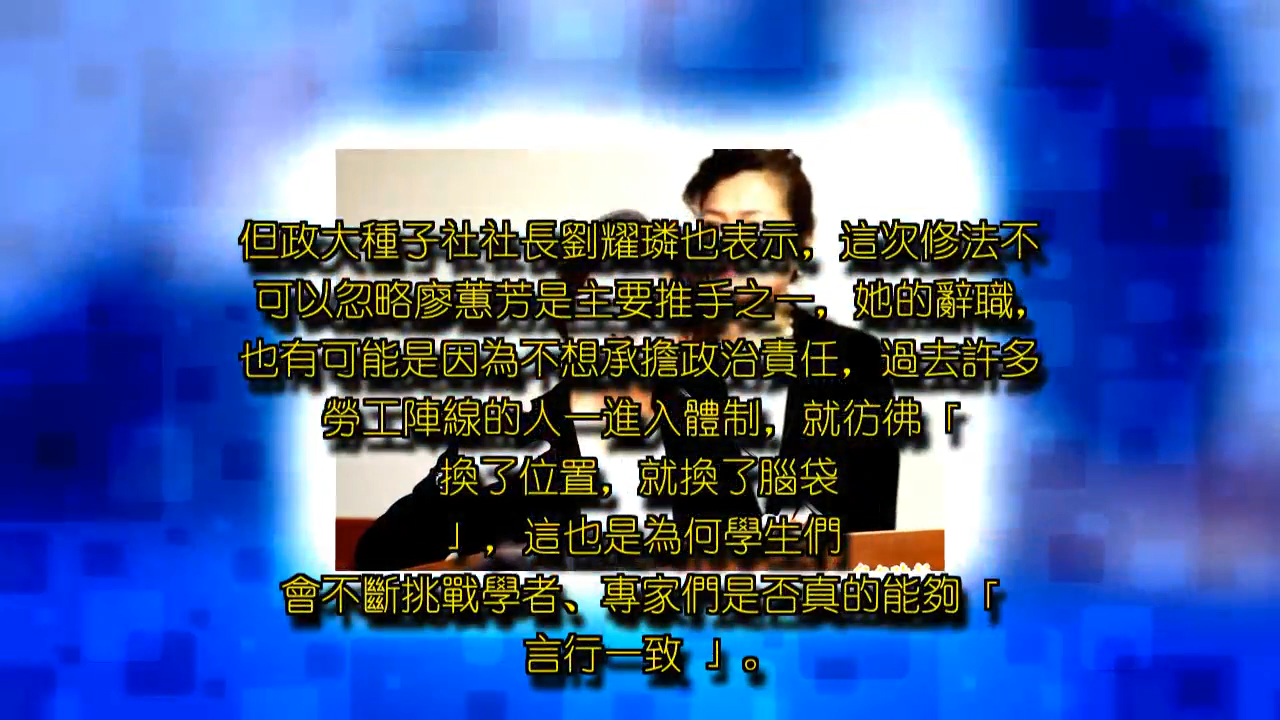 但政大種子社社長劉耀璘也表示，這次修法不
可以忽略廖蕙芳是主要推手之一，她的辭職，
也有可能是因為不想承擔政治責任，過去許多
勞工陣線的人一進入體制，就彷彿「
換了位置，就換了腦袋
」，這也是為何學生們
會不斷挑戰學者、專家們是否真的能夠「
言行一致 」。